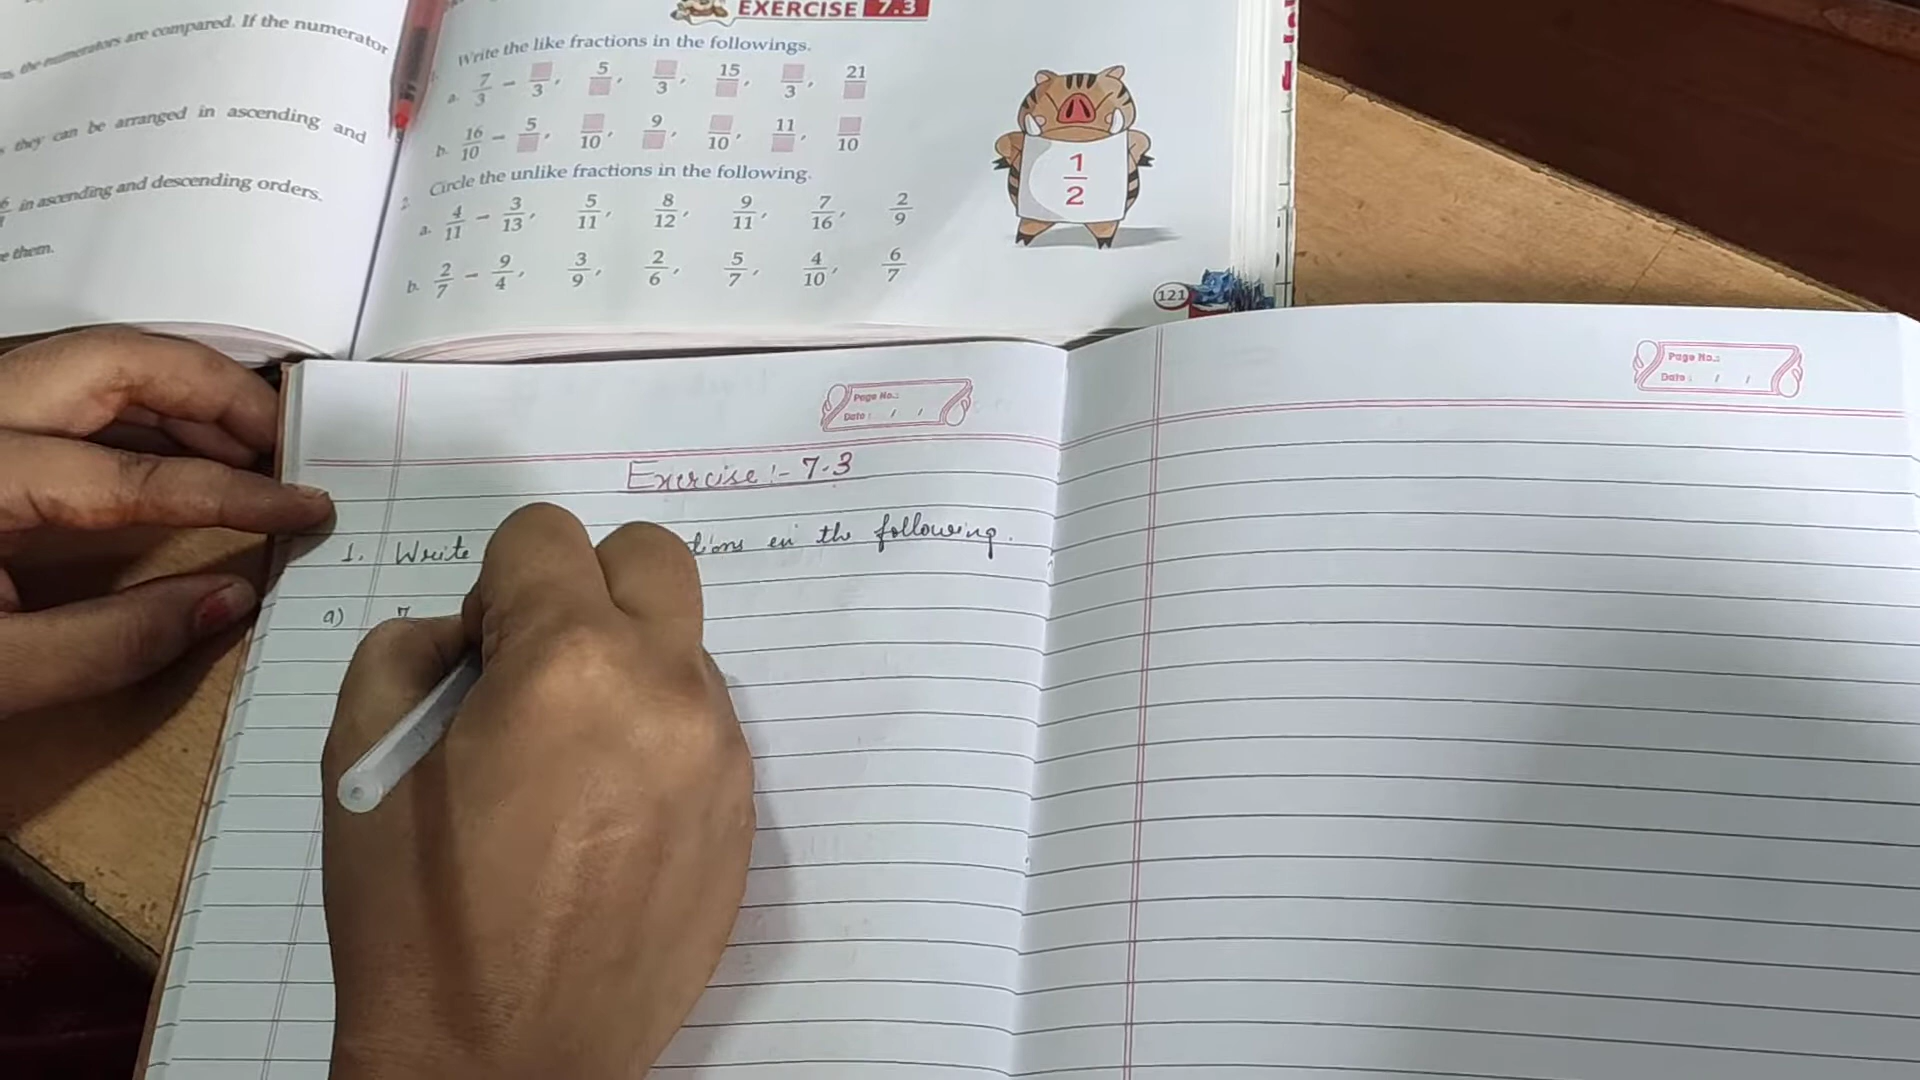 ns, the numerators are compared. If the numerator
they can be arranged in ascending and
6 in ascending and descending orders.
e them.
EXERCISE 7.3
1. Write the like fractions in the followings.
a. 7/3 - □/3, 5/□, □/3, 15/□, □/3, 21/□
b. 16/10 - 5/□, □/10, 9/□, □/10, 11/□, □/10
2. Circle the unlike fractions in the following.
a. 4/11 - 3/13, 5/11, 8/12, 9/11, 7/16, 2/9
b. 2/7 - 9/4, 3/9, 2/6, 5/7, 4/10, 6/7
1/2
121
Page No.:
Date : / /
Page No.:
Date : / /
Exercise :- 7.3
1. Write tions in the following.
a) 7